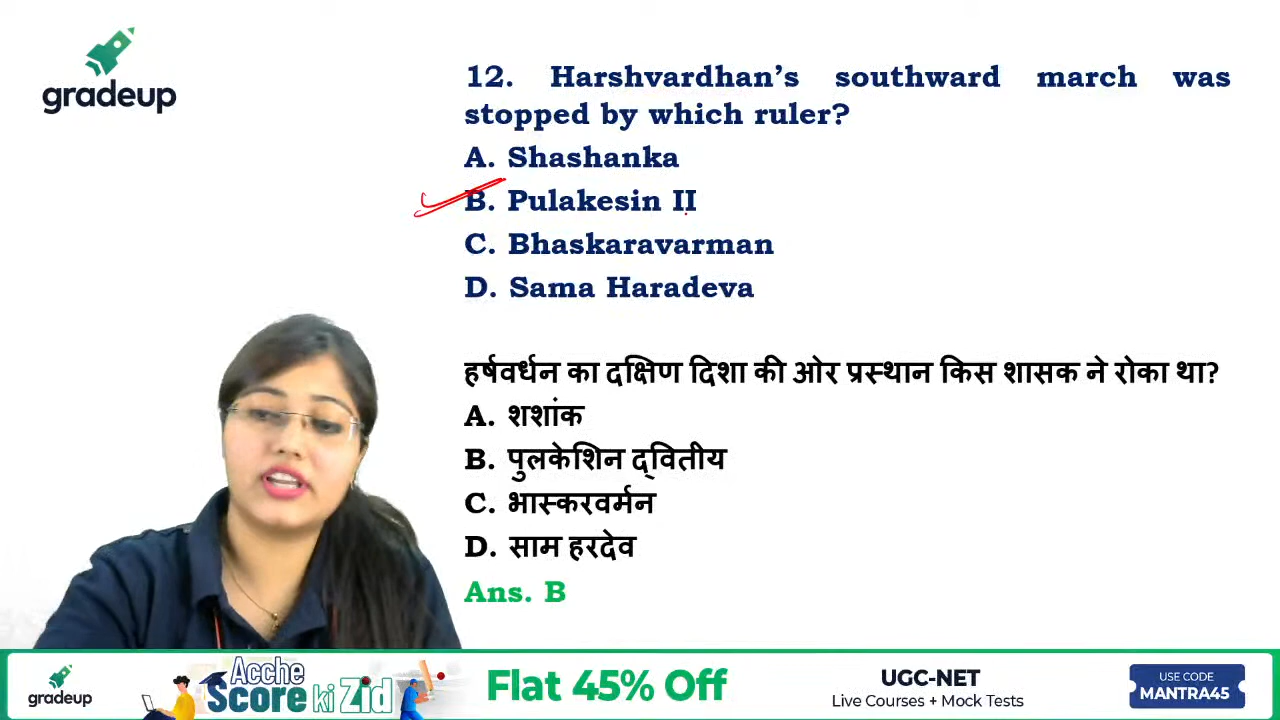 gradeup
12. Harshvardhan's southward march was
stopped by which ruler?
A. Shashanka
B. Pulakesin II
C. Bhaskaravarman
D. Sama Haradeva
हर्षवर्धन का दक्षिण दिशा की ओर प्रस्थान किस शासक ने रोका था?
A. शशांक
B. पुलकेशिन द्वितीय
C. भास्करवर्मन
D. साम हरदेव
Ans. B
gradeup
Acche
Score ki Zid
Flat 45% Off
UGC-NET
Live Courses + Mock Tests
USE CODE
MANTRA45